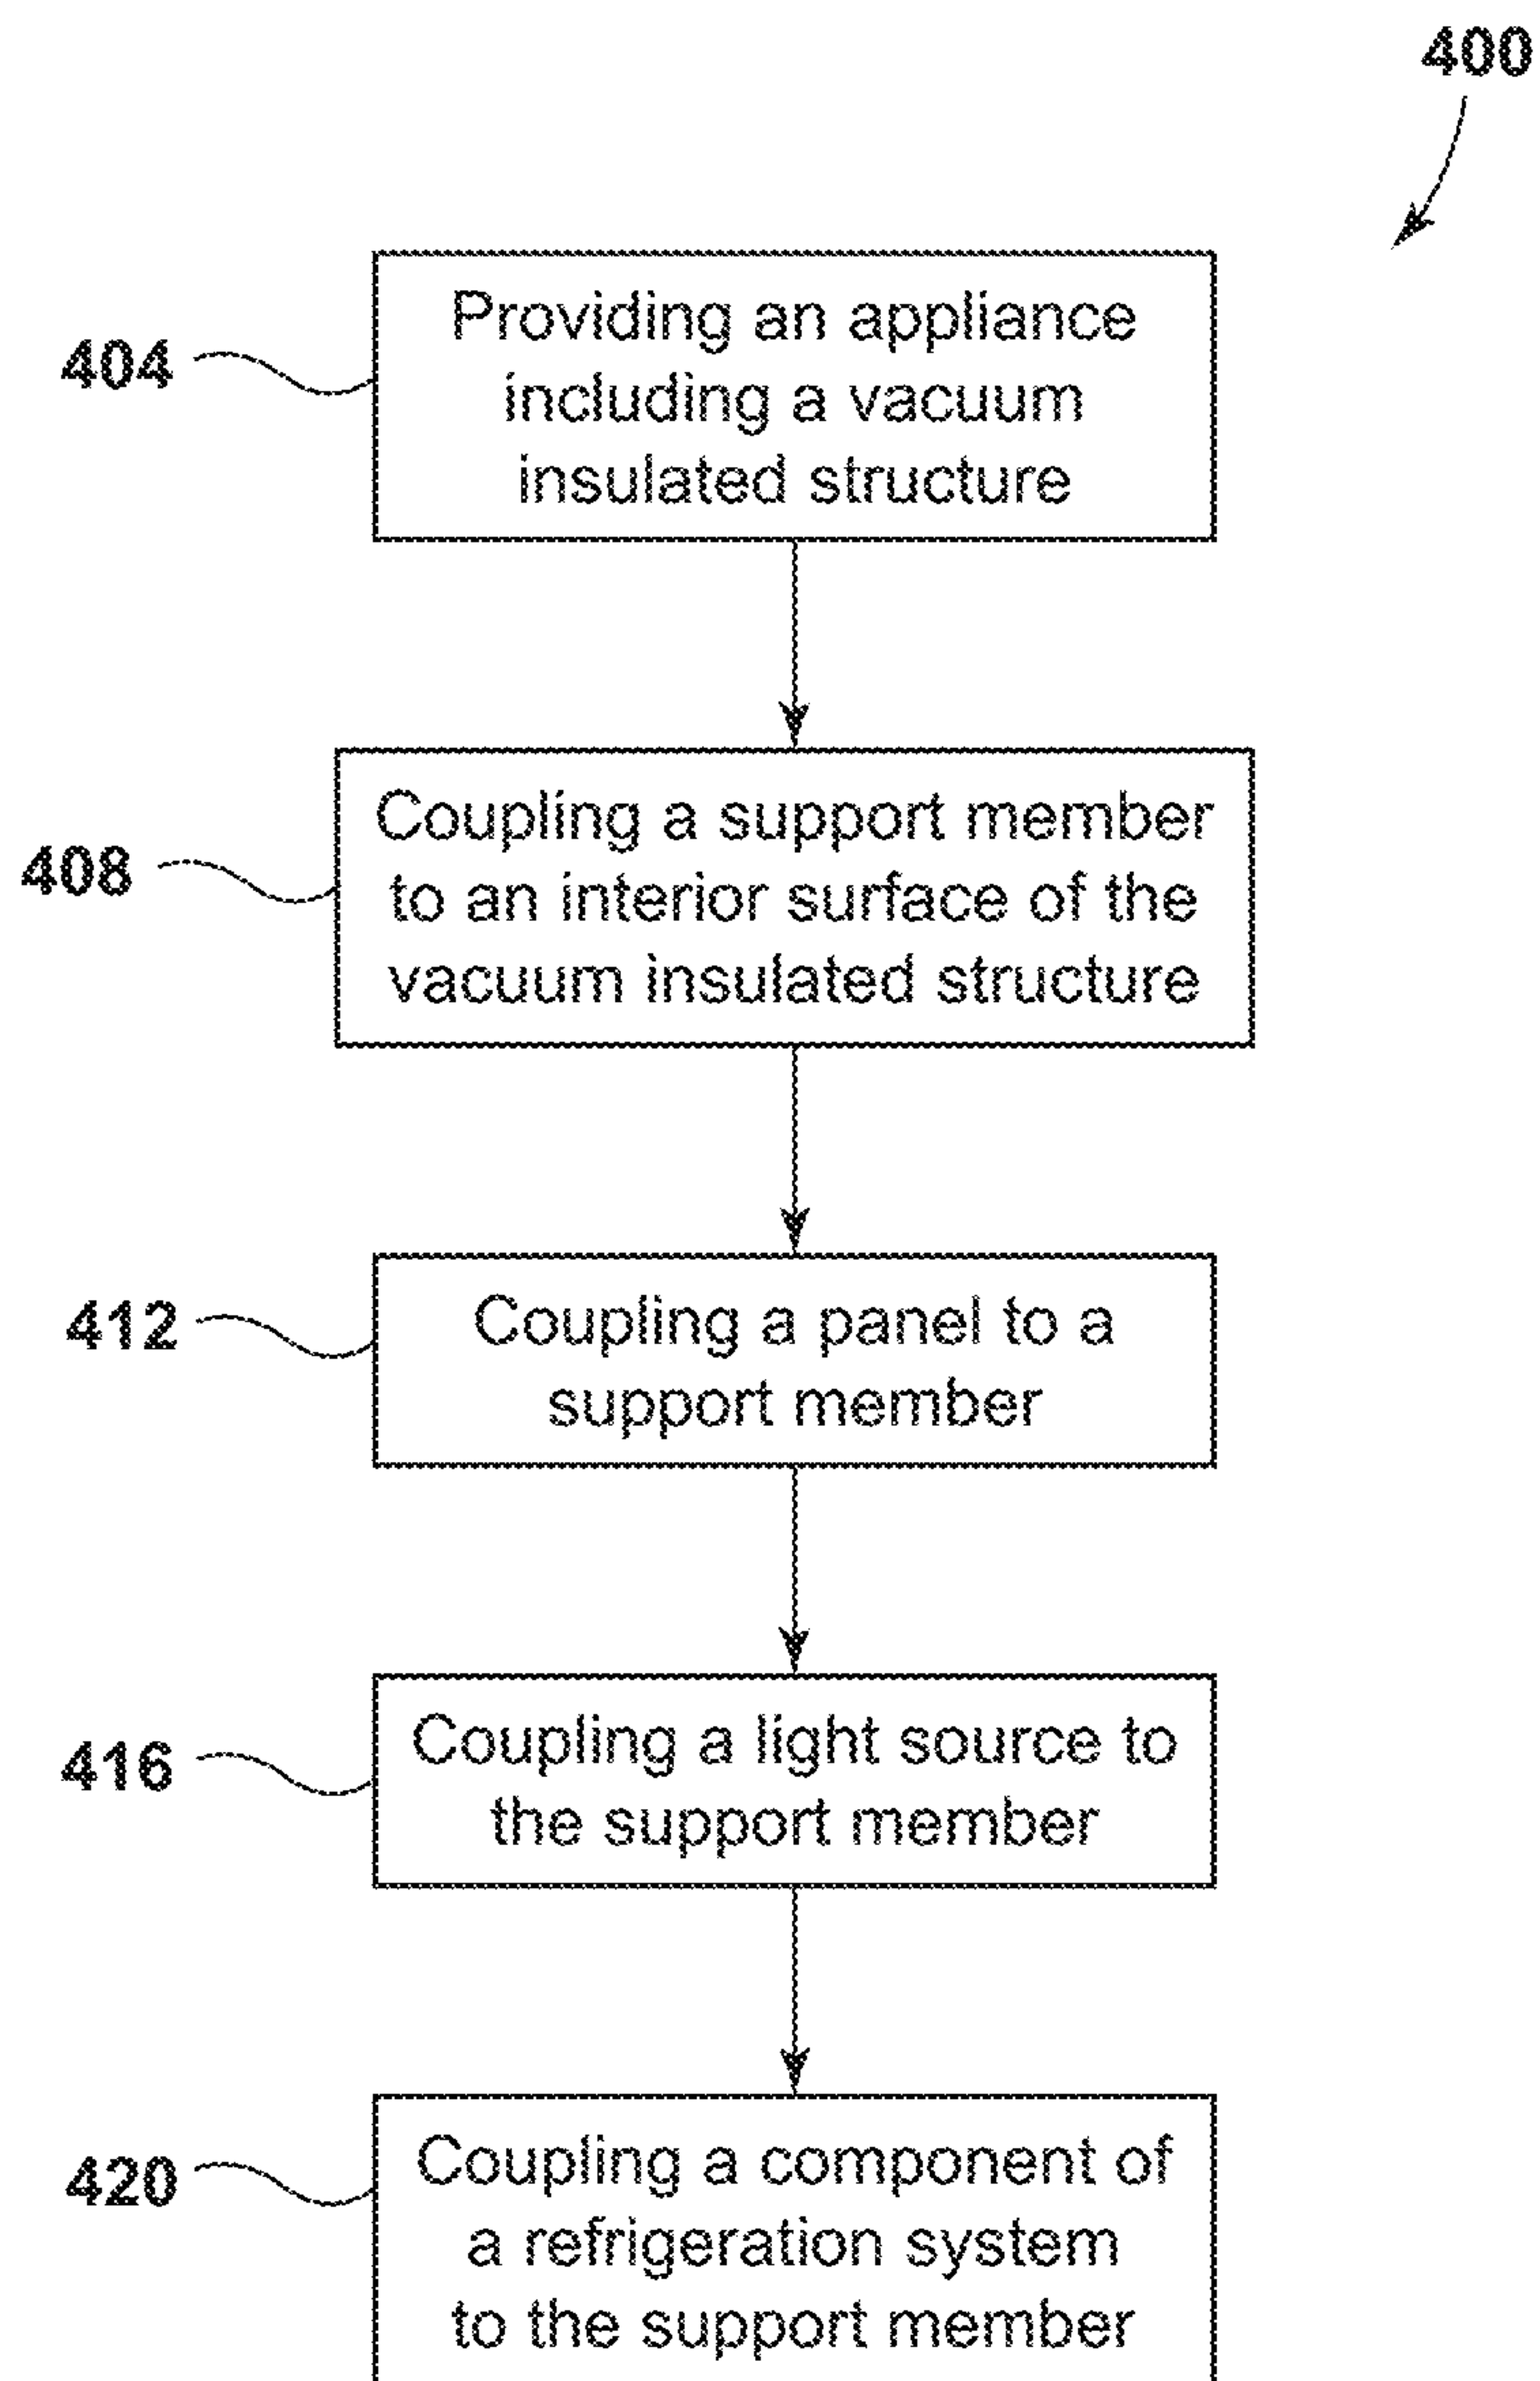 400
404
Providing an appliance
including a vacuum
insulated structure
408
Coupling a support member
to an interior surface of the
vacuum insulated structure
412
Coupling a panel to a
support member
416
Coupling a light source to
the support member
420
Coupling a component of
a refrigeration system
to the support member